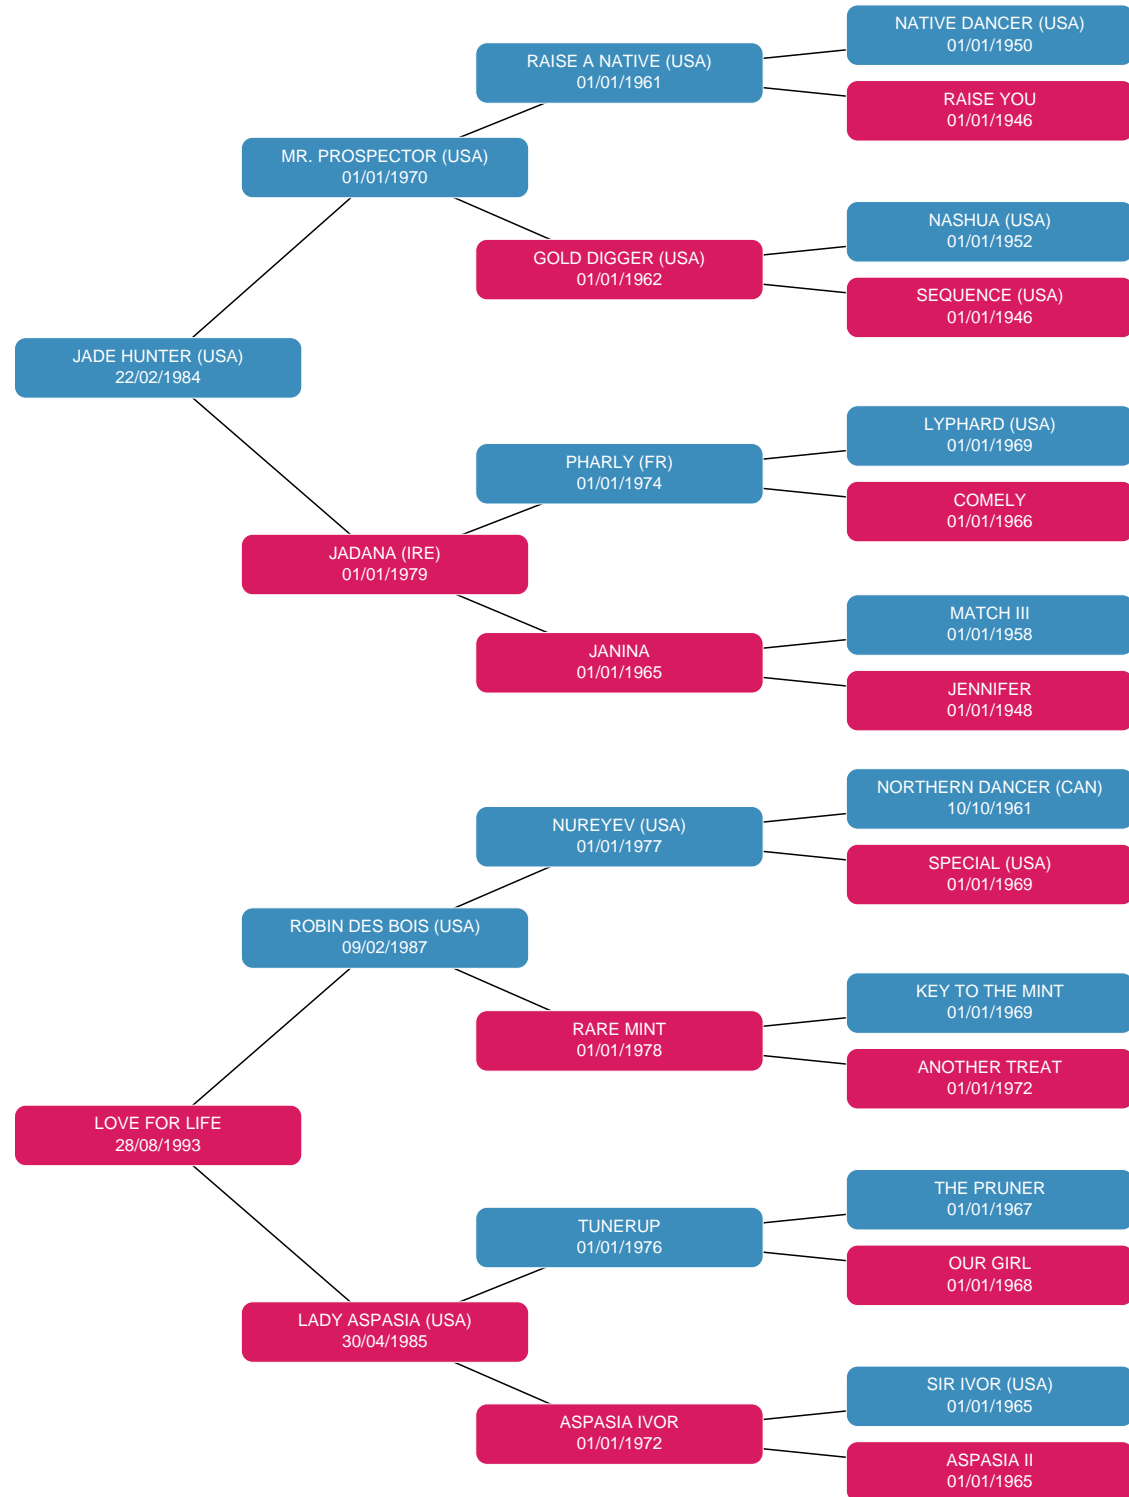 NATIVE DANCER (USA)
01/01/1950
RAISE A NATIVE (USA)
01/01/1961
RAISE YOU
01/01/1946
MR. PROSPECTOR (USA)
01/01/1970
NASHUA (USA)
01/01/1952
GOLD DIGGER (USA)
01/01/1962
SEQUENCE (USA)
01/01/1946
JADE HUNTER (USA)
22/02/1984
LYPHARD (USA)
01/01/1969
PHARLY (FR)
01/01/1974
COMELY
01/01/1966
JADANA (IRE)
01/01/1979
MATCH III
01/01/1958
JANINA
01/01/1965
JENNIFER
01/01/1948
NORTHERN DANCER (CAN)
10/10/1961
NUREYEV (USA)
01/01/1977
SPECIAL (USA)
01/01/1969
ROBIN DES BOIS (USA)
09/02/1987
KEY TO THE MINT
01/01/1969
RARE MINT
01/01/1978
ANOTHER TREAT
01/01/1972
LOVE FOR LIFE
28/08/1993
THE PRUNER
01/01/1967
TUNERUP
01/01/1976
OUR GIRL
01/01/1968
LADY ASPASIA (USA)
30/04/1985
SIR IVOR (USA)
01/01/1965
ASPASIA IVOR
01/01/1972
ASPASIA II
01/01/1965